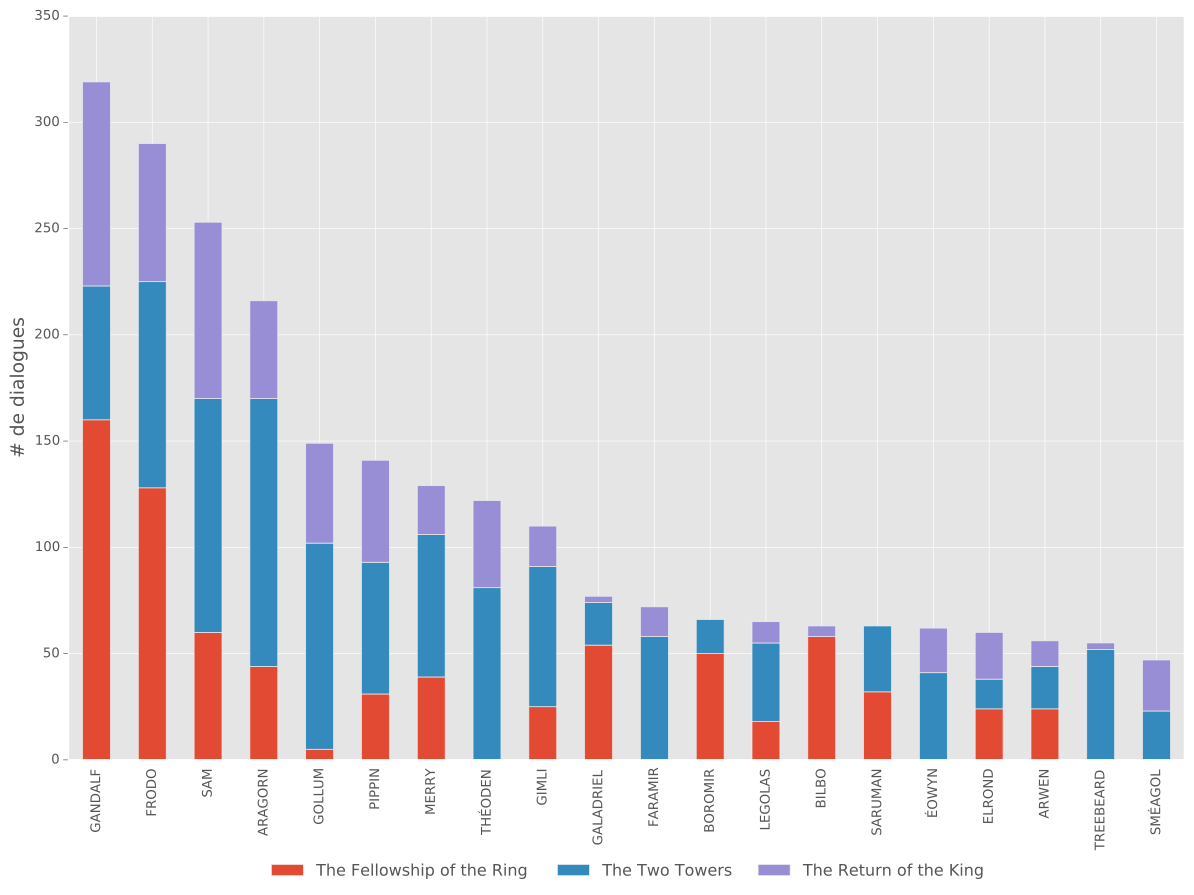 350
300
250
200
150
100
50
0
# de dialogues
GANDALF
FRODO
SAM
ARAGORN
GOLLUM
PIPPIN
MERRY
THÉODEN
GIMLI
GALADRIEL
FARAMIR
BOROMIR
LEGOLAS
BILBO
SARUMAN
ÉOWYN
ELROND
ARWEN
TREEBEARD
SMÉAGOL
The Fellowship of the Ring
The Two Towers
The Return of the King